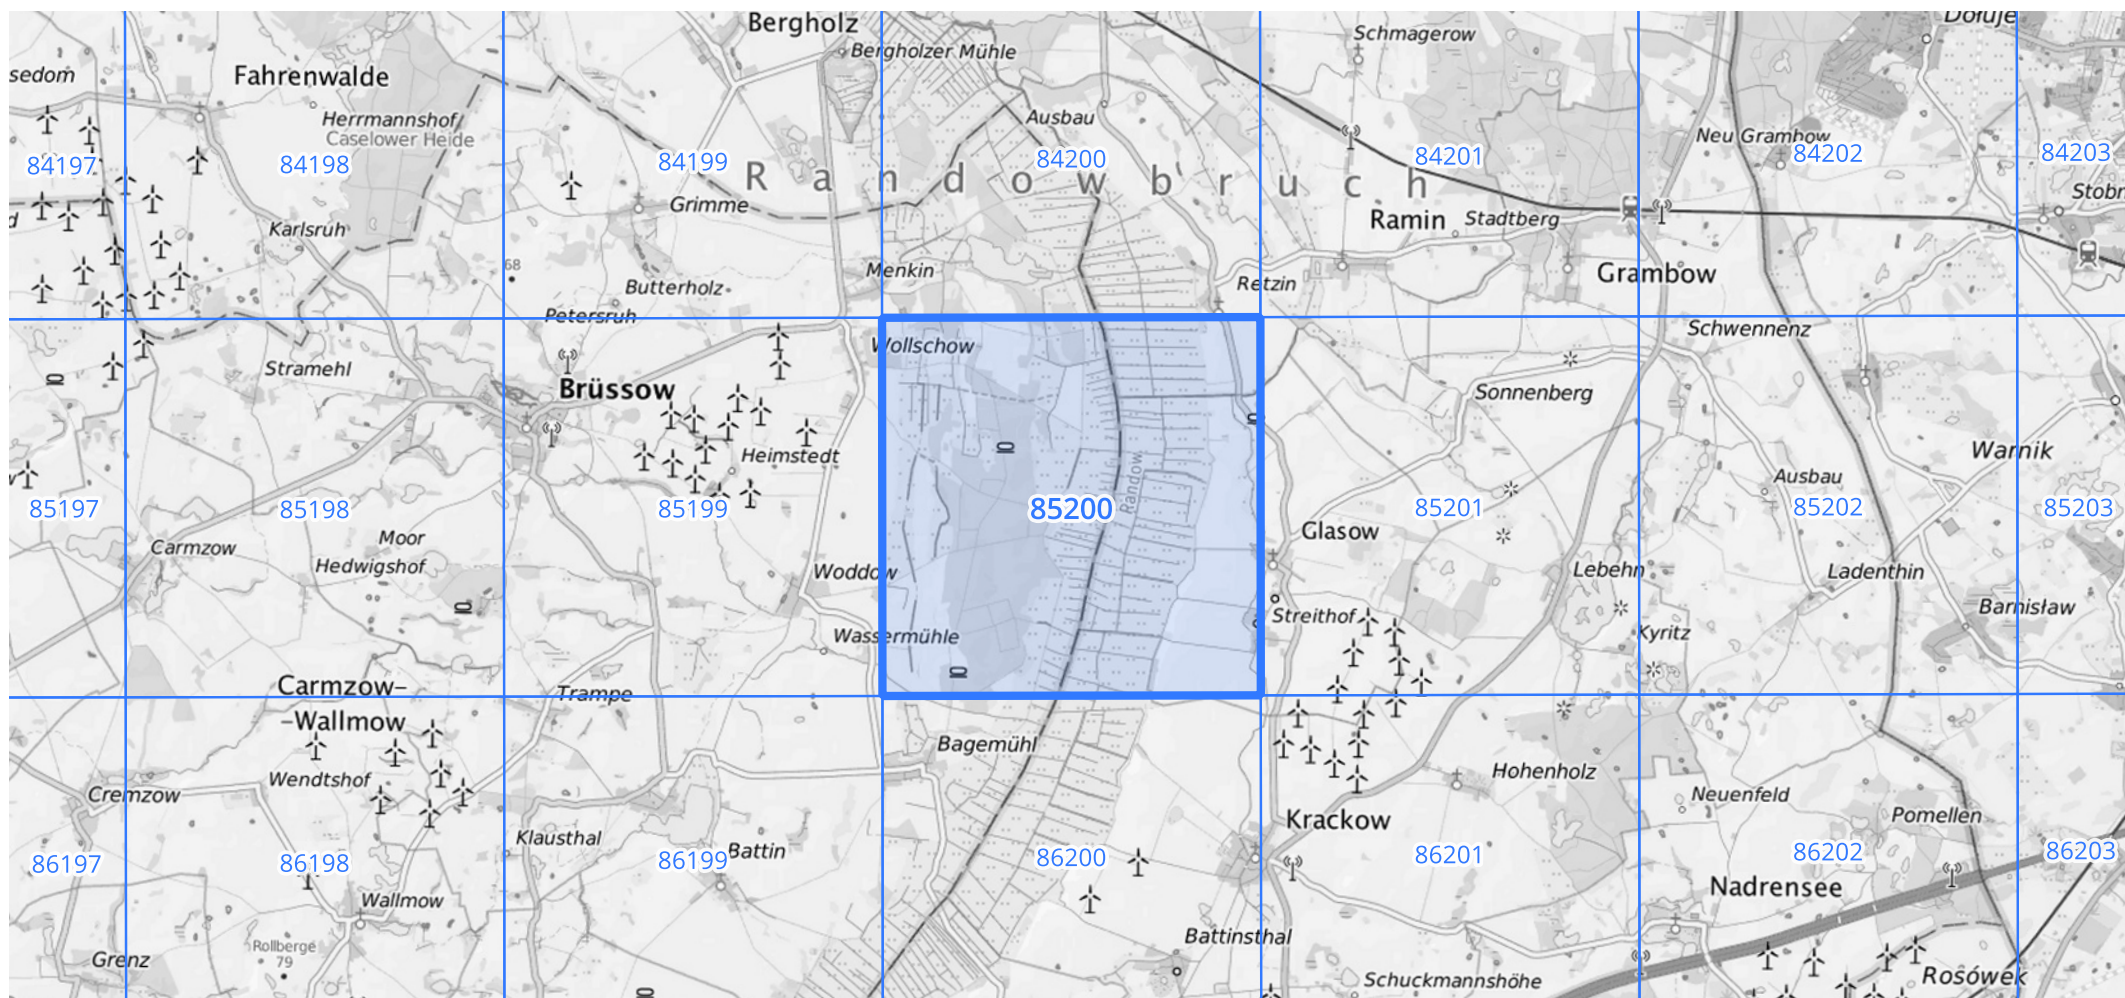 Dołuje
Bergholz
Schmagerow
Bergholzer Mühle
sedom
Fahrenwalde
Herrmannshof
Caselower Heide
Ausbau
Neu Grambow
84197
84198
84199
84200
84201
84202
84203
Randowbruch
Stobr
d
Karlsruh
Grimme
Ramin
Stadtberg
68
Butterholz
Menkin
Retzin
Grambow
Petersruh
Schwennenz
Wollschow
Stramehl
Brüssow
Sonnenberg
Heimstedt
Warnik
Ausbau
Randow
85197
85198
85199
85200
85201
85202
85203
Carmzow
Moor
Hedwigshof
Glasow
Woddow
Lebehn
Ladenthin
Streithof
Barnisław
Wassermühle
Kyritz
Carmzow-
-Wallmow
Trampe
Bagemühl
Wendtshof
Cremzow
Hohenholz
Neuenfeld
Pomellen
Krackow
Klausthal
Battin
86197
86198
86199
86200
86201
86202
86203
Nadrensee
Wallmow
Battinsthal
Rollberge
79
Grenz
Schuckmannshöhe
Rosówek